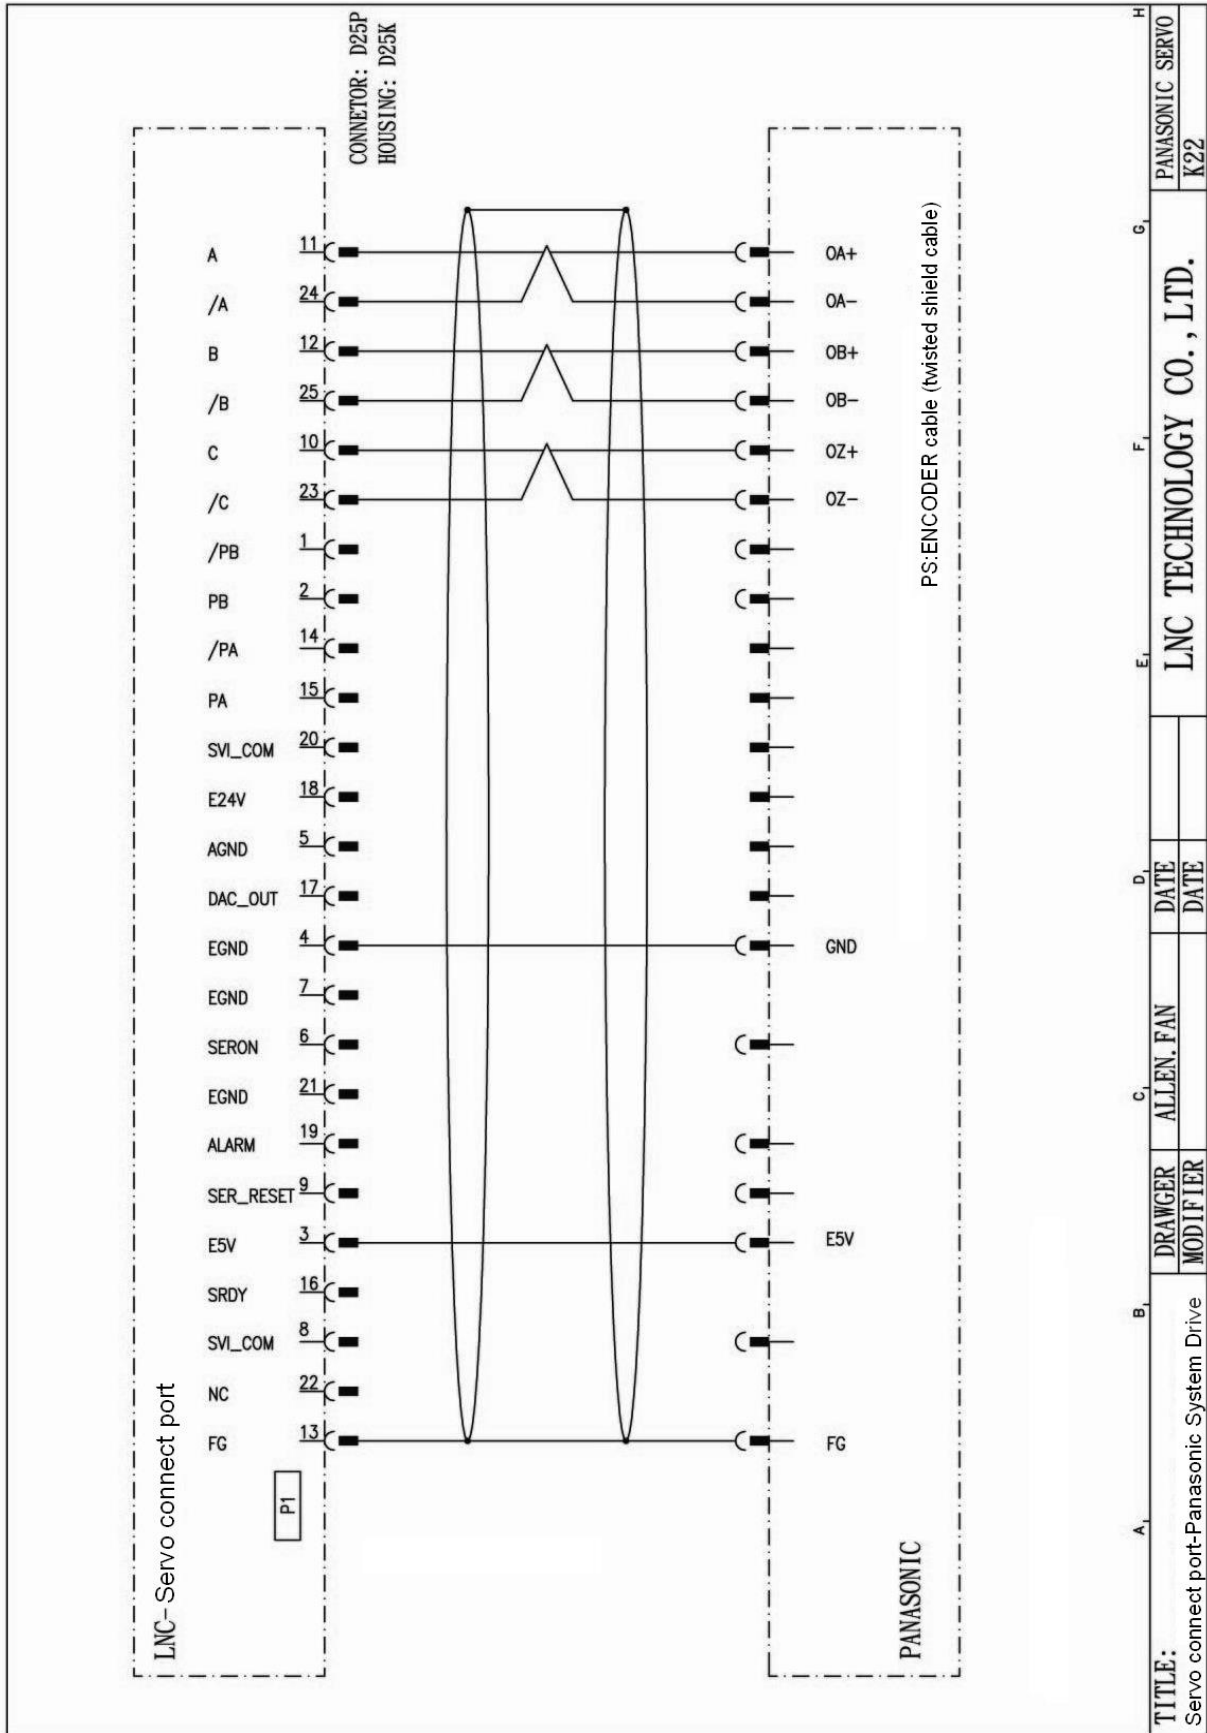 LNC-Servo connect port
P1
CONNETOR: D25P
HOUSING: D25K
A 11 OA+
/A 24 OA-
B 12 OB+
/B 25 OB-
C 10 OZ+
/C 23 OZ-
/PB 1
PB 2
/PA 14
PA 15
SVI_COM 20
E24V 18
AGND 5
DAC_OUT 17
EGND 4 GND
EGND 7
SERON 6
EGND 21
ALARM 19
SER_RESET 9
E5V 3 E5V
SRDY 16
SVI_COM 8
NC 22
FG 13 FG
PANASONIC
PS:ENCODER cable (twisted shield cable)
A B C D E F G H
TITLE:
Servo connect port-Panasonic System Drive
DRAWGER ALLEN. FAN DATE
MODIFIER DATE
LNC TECHNOLOGY CO.,LTD.
PANASONIC SERVO
K22